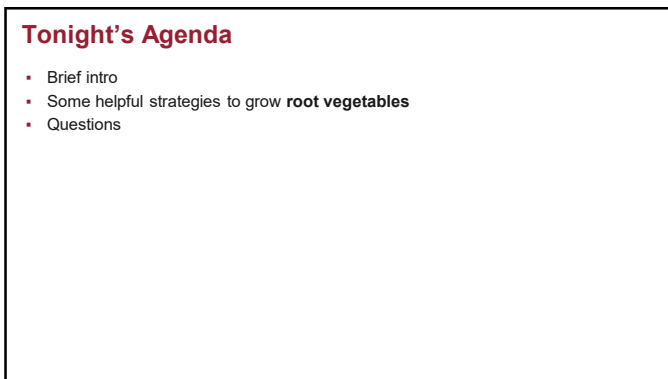 Tonight's Agenda
▪ Brief intro
▪ Some helpful strategies to grow root vegetables
▪ Questions